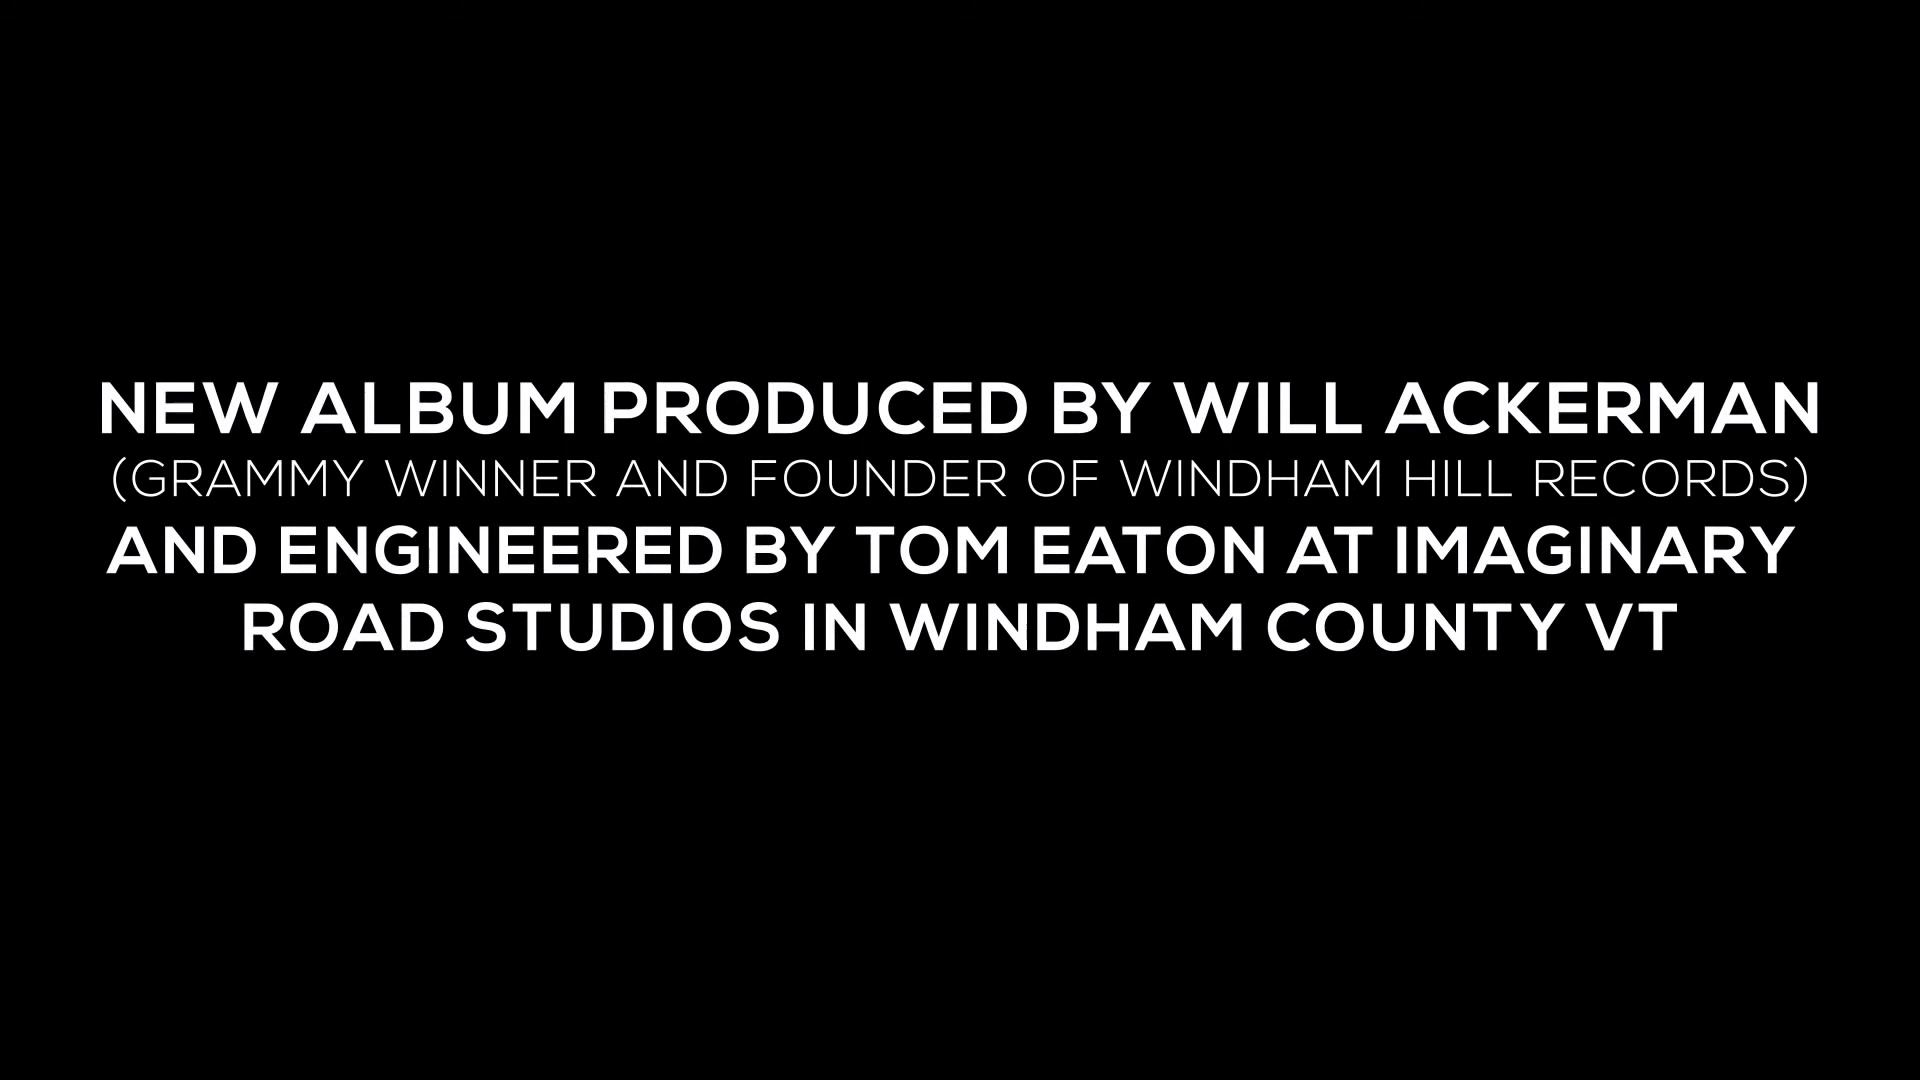 NEW ALBUM PRODUCED BY WILL ACKERMAN
(GRAMMY WINNER AND FOUNDER OF WINDHAM HILL RECORDS)
AND ENGINEERED BY TOM EATON AT IMAGINARY
ROAD STUDIOS IN WINDHAM COUNTY VT